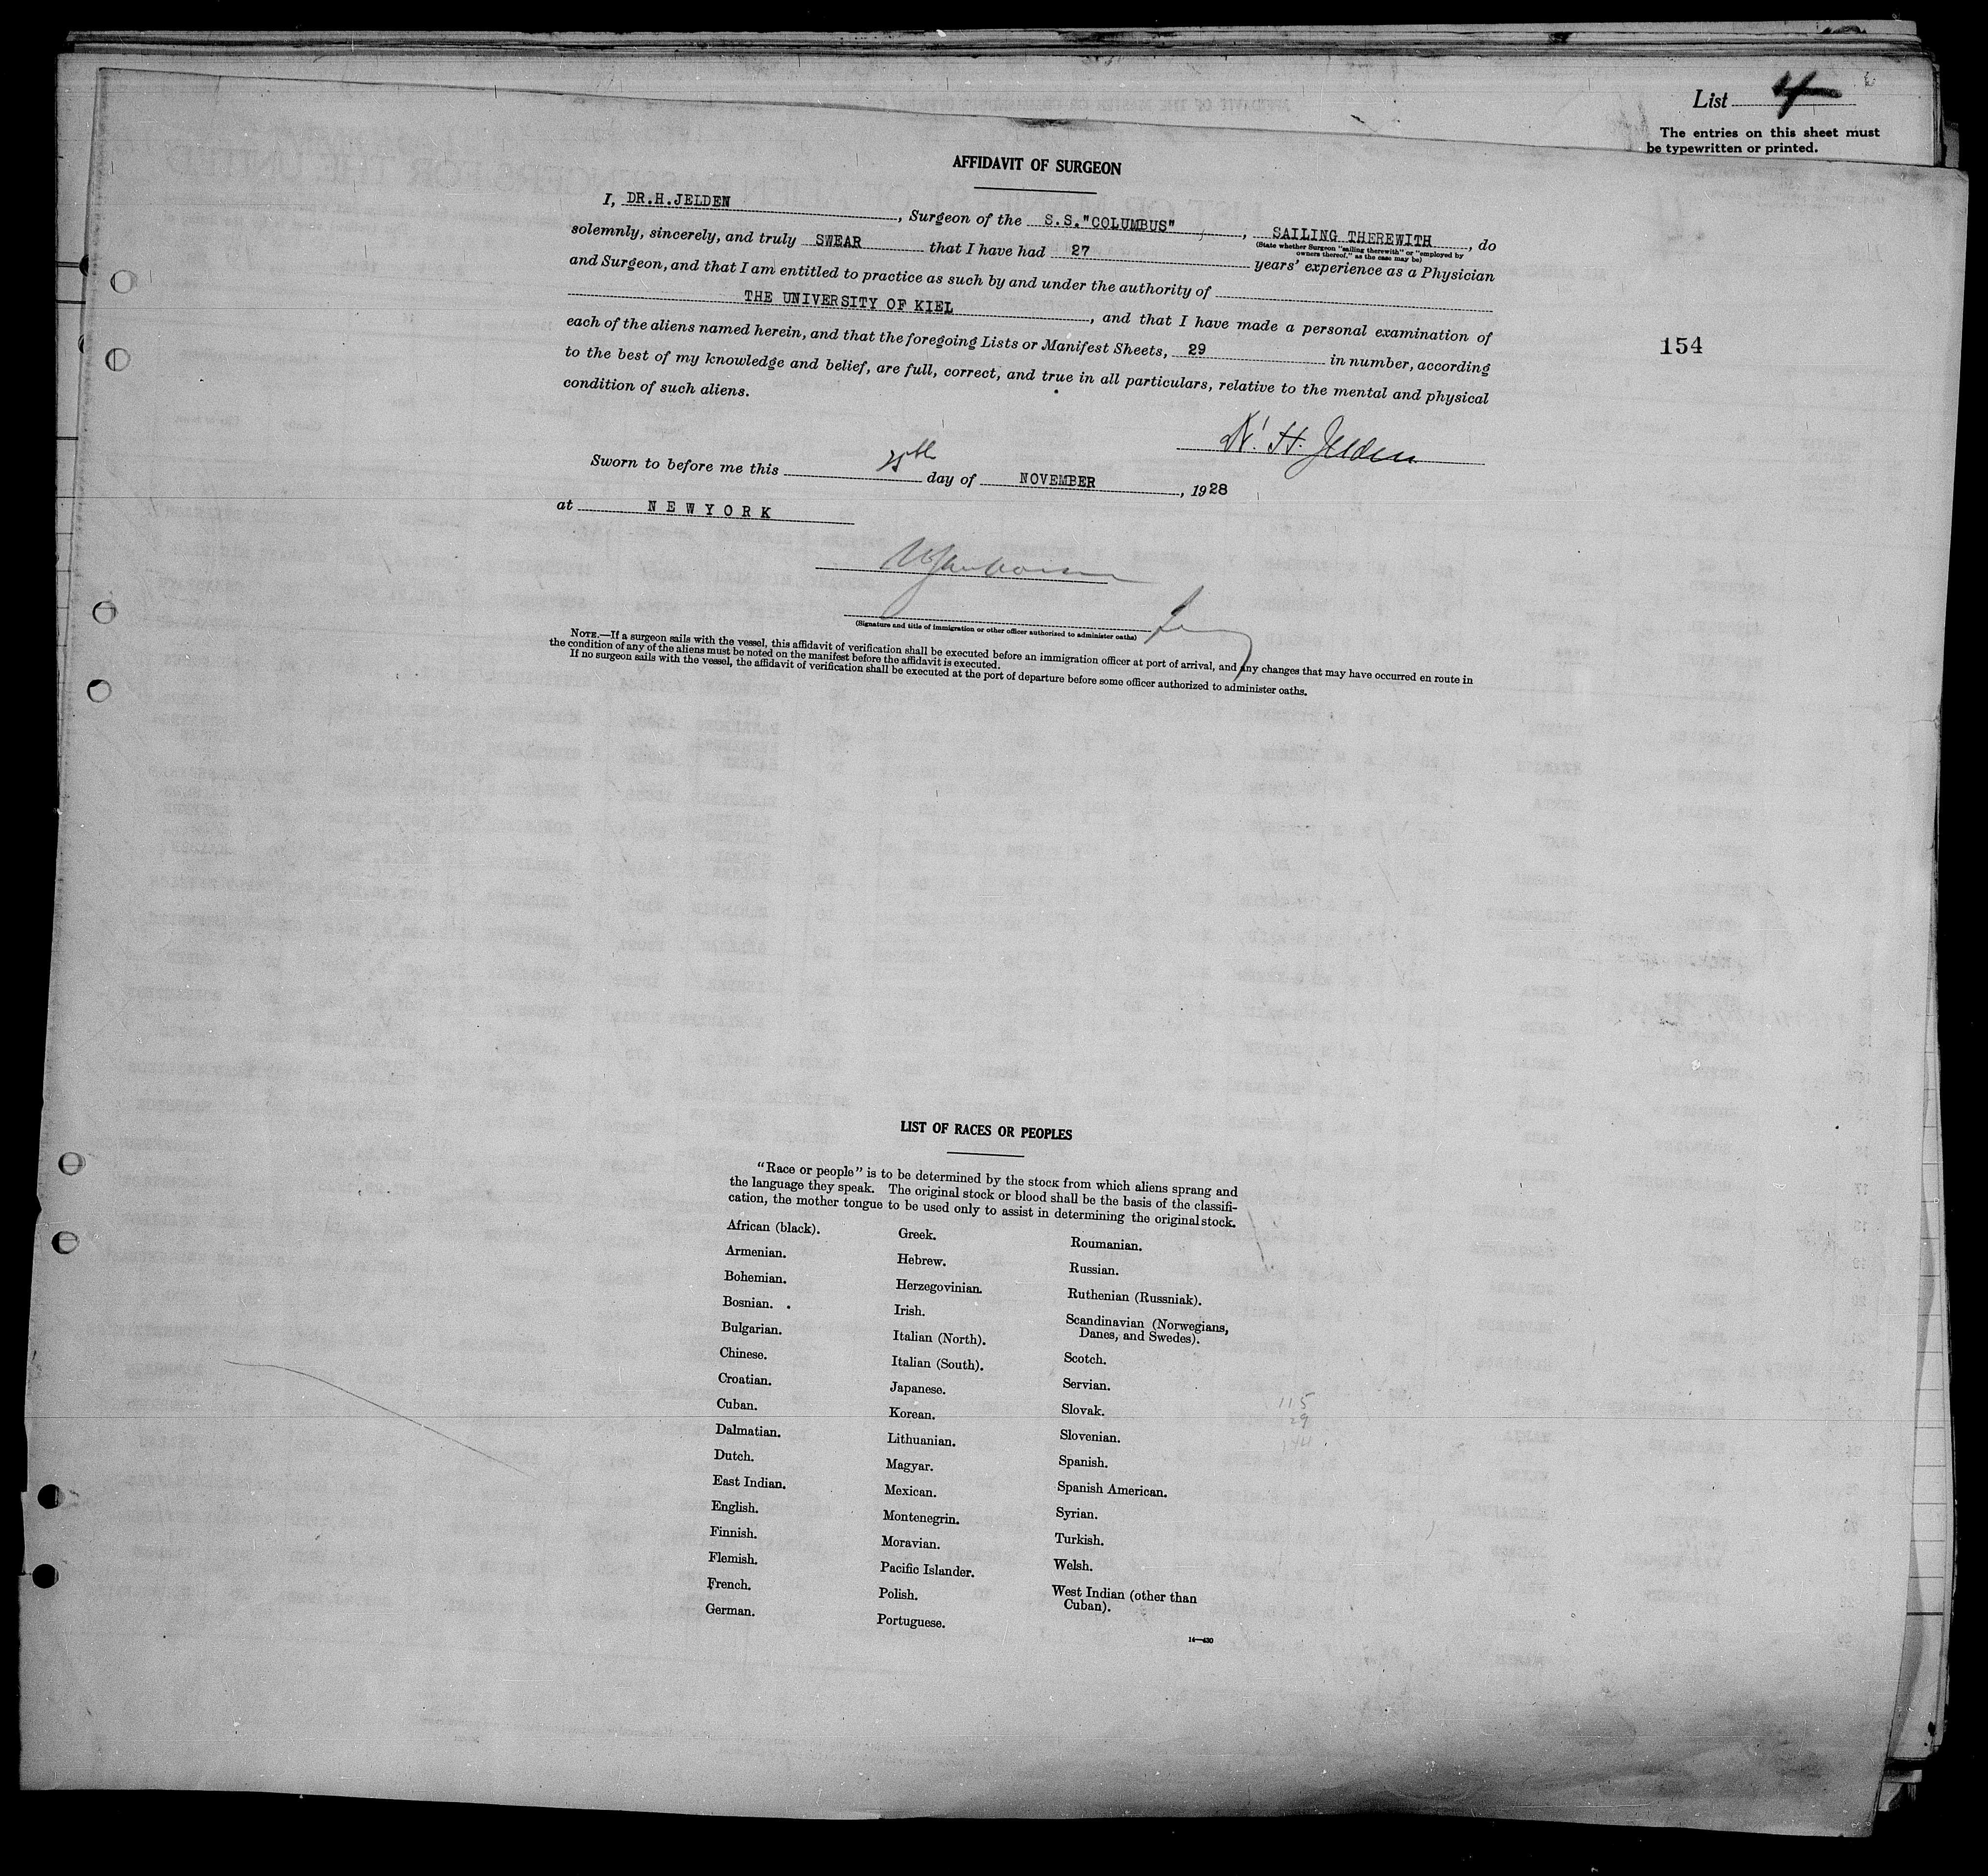 List 4
The entries on this sheet must
be typewritten or printed.
154
AFFIDAVIT OF SURGEON
I, DR.H.JELDEN, Surgeon of the S.S."COLUMBUS", SAILING THEREWITH, do
(State whether Surgeon "sailing therewith" or "employed by
owners thereof," as the case may be)
solemnly, sincerely, and truly SWEAR that I have had 27 years' experience as a Physician
and Surgeon, and that I am entitled to practice as such by and under the authority of
THE UNIVERSITY OF KIEL, and that I have made a personal examination of
each of the aliens named herein, and that the foregoing Lists or Manifest Sheets, 29 in number, according
to the best of my knowledge and belief, are full, correct, and true in all particulars, relative to the mental and physical
condition of such aliens.
Dr. H. Jelden
Sworn to before me this 25th day of NOVEMBER, 1928
at NEWYORK
(Signature and title of immigration or other officer authorized to administer oaths)
NOTE.—If a surgeon sails with the vessel, this affidavit of verification shall be executed before an immigration officer at port of arrival, and any changes that may have occurred en route in
the condition of any of the aliens must be noted on the manifest before the affidavit is executed.
If no surgeon sails with the vessel, the affidavit of verification shall be executed at the port of departure before some officer authorized to administer oaths.
LIST OF RACES OR PEOPLES
"Race or people" is to be determined by the stock from which aliens sprang and
the language they speak. The original stock or blood shall be the basis of the classifi-
cation, the mother tongue to be used only to assist in determining the original stock.
African (black).
Armenian.
Bohemian.
Bosnian.
Bulgarian.
Chinese.
Croatian.
Cuban.
Dalmatian.
Dutch.
East Indian.
English.
Finnish.
Flemish.
French.
German.
Greek.
Hebrew.
Herzegovinian.
Irish.
Italian (North).
Italian (South).
Japanese.
Korean.
Lithuanian.
Magyar.
Mexican.
Montenegrin.
Moravian.
Pacific Islander.
Polish.
Portuguese.
Roumanian.
Russian.
Ruthenian (Russniak).
Scandinavian (Norwegians,
Danes, and Swedes).
Scotch.
Servian.
Slovak.
Slovenian.
Spanish.
Spanish American.
Syrian.
Turkish.
Welsh.
West Indian (other than
Cuban).
115
29
144
14—430